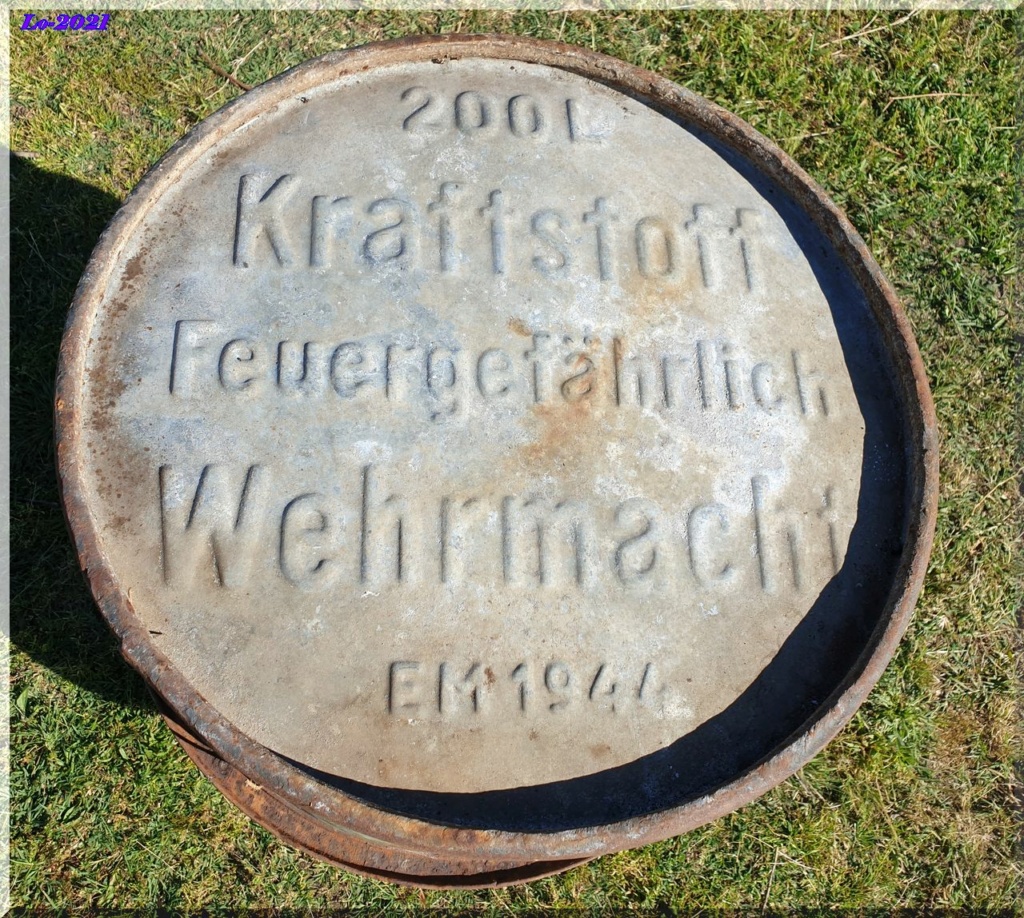 Lo-2021
200L
Kraftstoff
Feuergefährlich
Wehrmacht
EM 1944